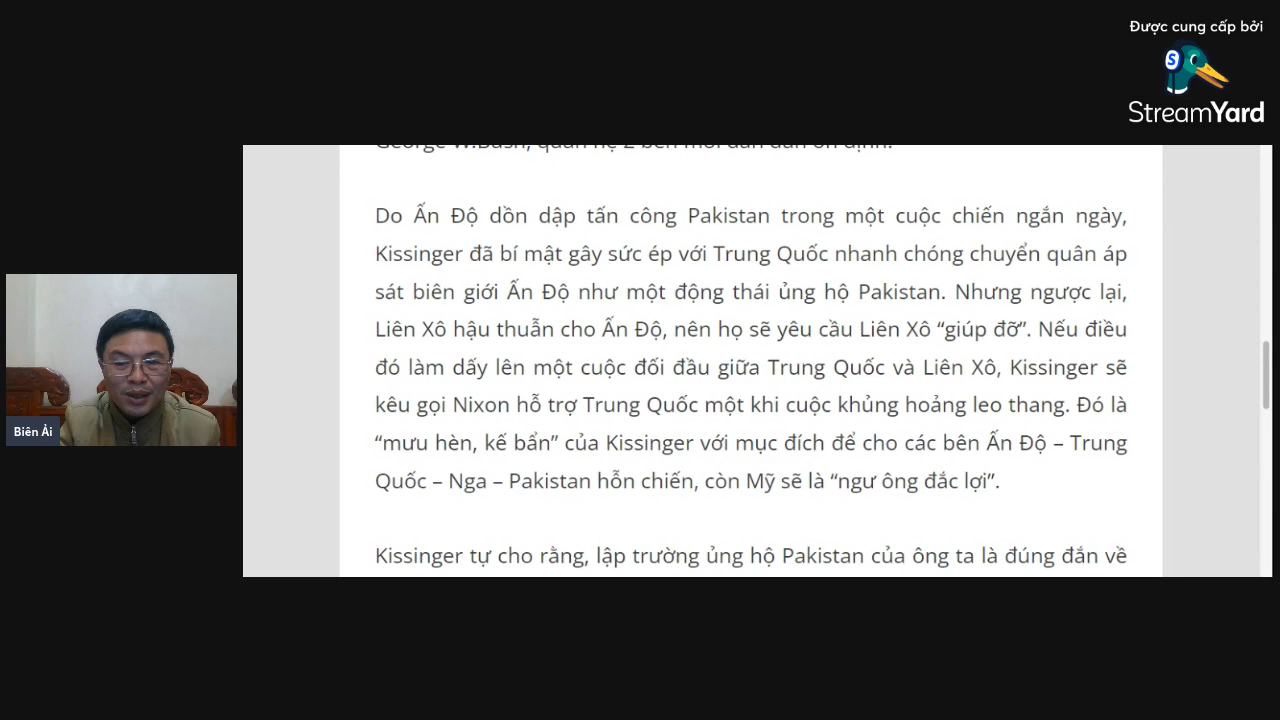 Được cung cấp bởi
StreamYard
Do Ấn Độ dồn dập tấn công Pakistan trong một cuộc chiến ngắn ngày,
Kissinger đã bí mật gây sức ép với Trung Quốc nhanh chóng chuyển quân áp
sát biên giới Ấn Độ như một động thái ủng hộ Pakistan. Nhưng ngược lại,
Liên Xô hậu thuẫn cho Ấn Độ, nên họ sẽ yêu cầu Liên Xô “giúp đỡ”. Nếu điều
đó làm dấy lên một cuộc đối đầu giữa Trung Quốc và Liên Xô, Kissinger sẽ
kêu gọi Nixon hỗ trợ Trung Quốc một khi cuộc khủng hoảng leo thang. Đó là
“mưu hèn, kế bẩn” của Kissinger với mục đích để cho các bên Ấn Độ – Trung
Quốc – Nga – Pakistan hỗn chiến, còn Mỹ sẽ là “ngư ông đắc lợi”.
Kissinger tự cho rằng, lập trường ủng hộ Pakistan của ông ta là đúng đắn về
Biên Ải